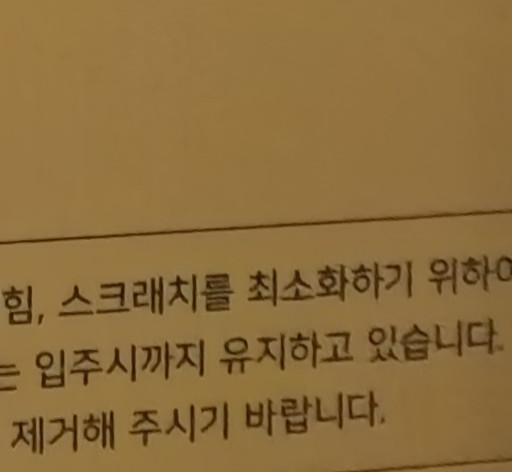 힘, 스크래치를 최소화하기 위하여
는 입주시까지 유지하고 있습니다.
제거해 주시기 바랍니다.